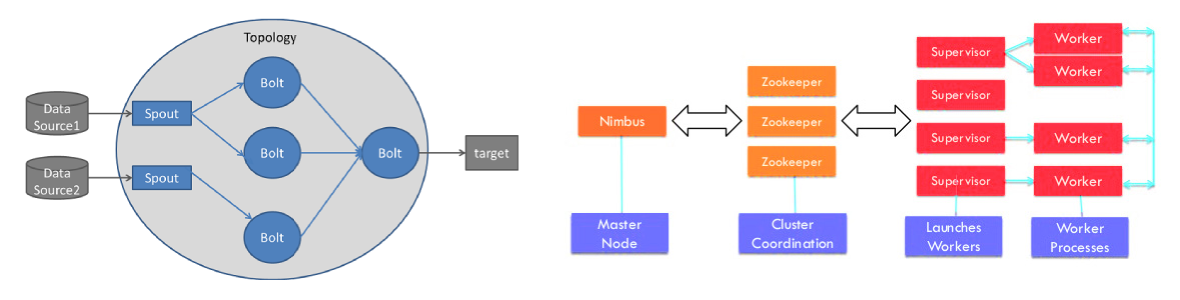 Topology
Data
Source1
Data
Source2
Spout
Spout
Bolt
Bolt
Bolt
Bolt
target
Nimbus
Master
Node
Zookeeper
Zookeeper
Zookeeper
Cluster
Coordination
Supervisor
Supervisor
Supervisor
Supervisor
Launches
Workers
Worker
Worker
Worker
Worker
Worker
Processes